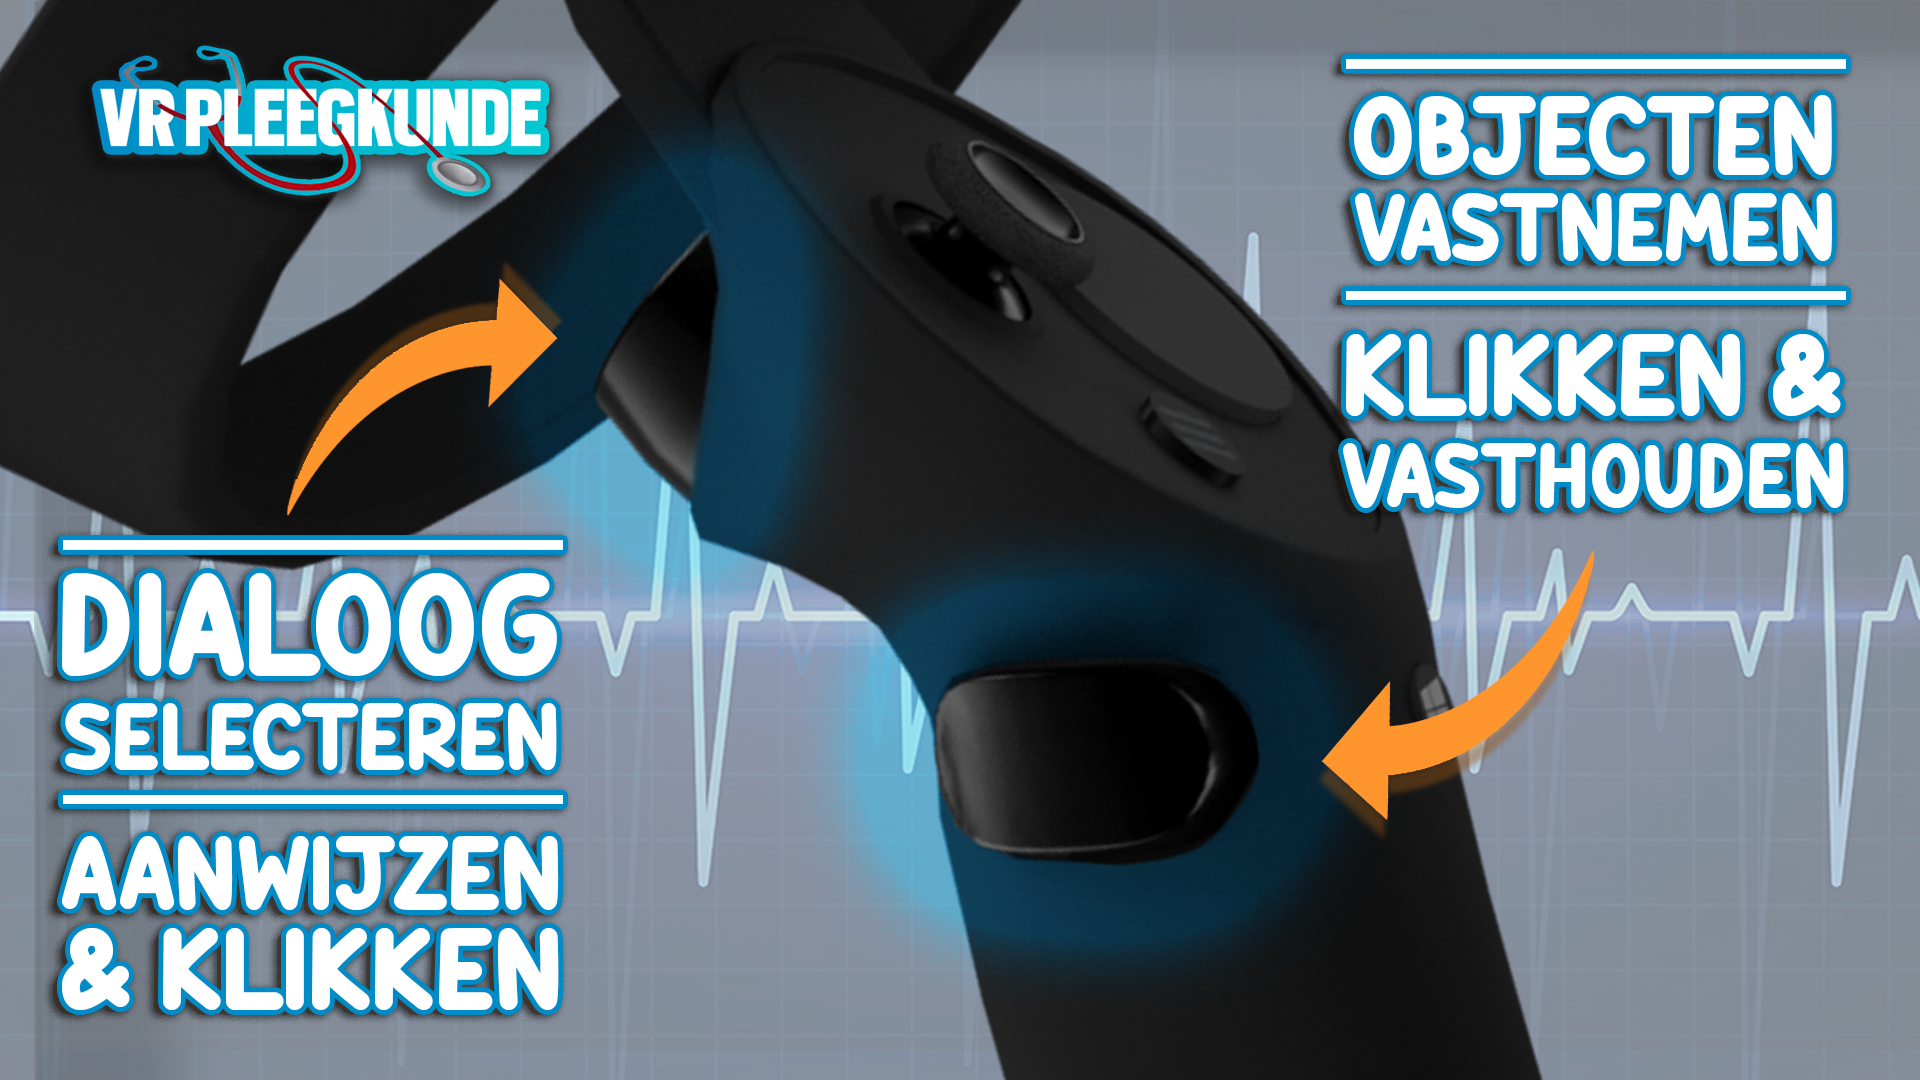 VR PLEEGKUNDE
OBJECTEN
VASTNEMEN
KLIKKEN &
VASTHOUDEN
DIALOOG
SELECTEREN
AANWIJZEN
& KLIKKEN